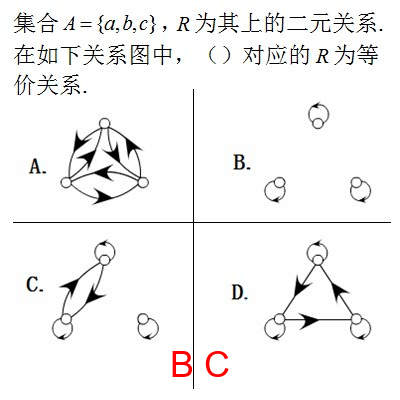 集合 A = {a,b,c} , R 为其上的二元关系.
在如下关系图中，（）对应的 R 为等
价关系.
A.
B.
C.
D.
B C